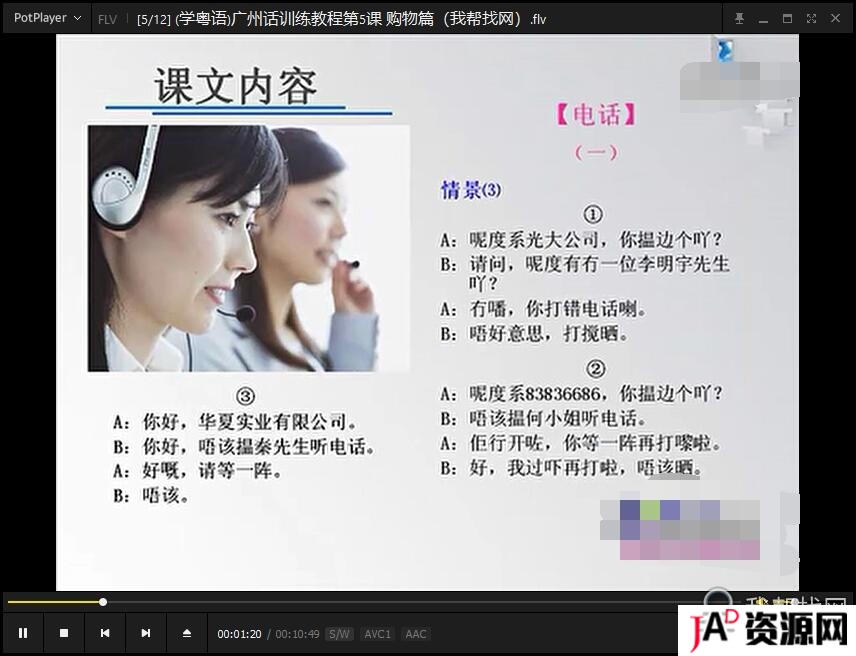 PotPlayer
FLV
[5/12] (学粤语)广州话训练教程第5课 购物篇（我帮找网）.flv
课文内容
【电话】
（一）
情景(3)
①
A：呢度系光大公司，你揾边个吖？
B：请问，呢度有冇一位李明宇先生
吖？
A：冇噃，你打错电话喇。
B：唔好意思，打搅晒。
②
A：呢度系83836686，你揾边个吖？
B：唔该揾何小姐听电话。
A：佢行开咗，你等一阵再打嚟啦。
B：好，我过吓再打啦，唔该晒。
③
A：你好，华夏实业有限公司。
B：你好，唔该揾秦先生听电话。
A：好嘅，请等一阵。
B：唔该。
我帮找网
00:01:20 / 00:10:49 S/W AVC1 AAC
JAD资源网